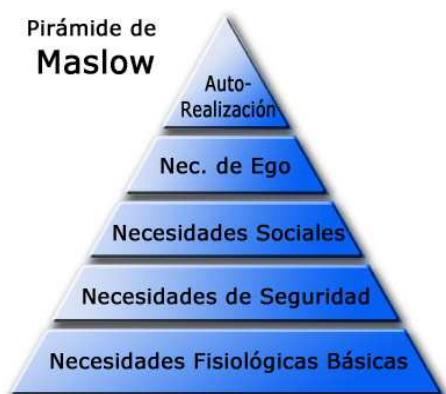 Pirámide de
Maslow
Auto-
Realización
Nec. de Ego
Necesidades Sociales
Necesidades de Seguridad
Necesidades Fisiológicas Básicas